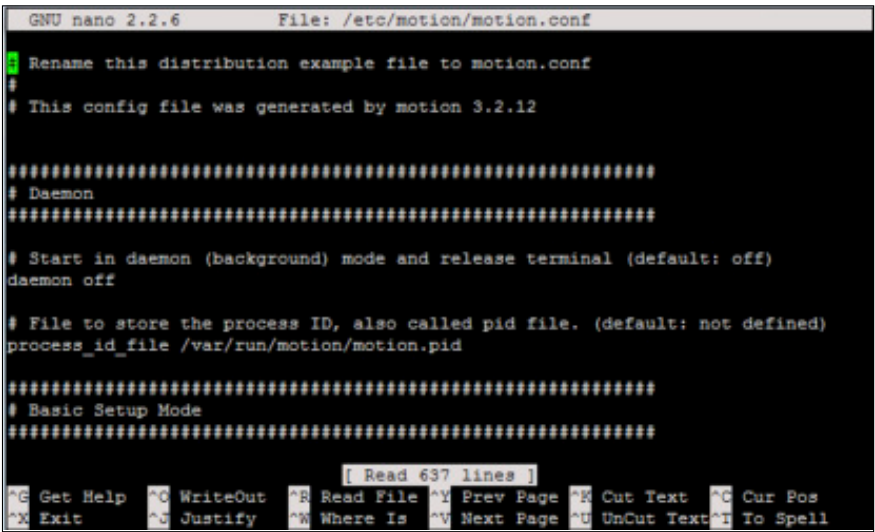 GNU nano 2.2.6 File: /etc/motion/motion.conf
# Rename this distribution example file to motion.conf
#
# This config file was generated by motion 3.2.12
############################################################
# Daemon
############################################################
# Start in daemon (background) mode and release terminal (default: off)
daemon off
# File to store the process ID, also called pid file. (default: not defined)
process_id_file /var/run/motion/motion.pid
############################################################
# Basic Setup Mode
############################################################
[ Read 637 lines ]
^G Get Help ^O WriteOut ^R Read File ^Y Prev Page ^K Cut Text ^C Cur Pos
^X Exit ^J Justify ^W Where Is ^V Next Page ^U UnCut Text ^T To Spell